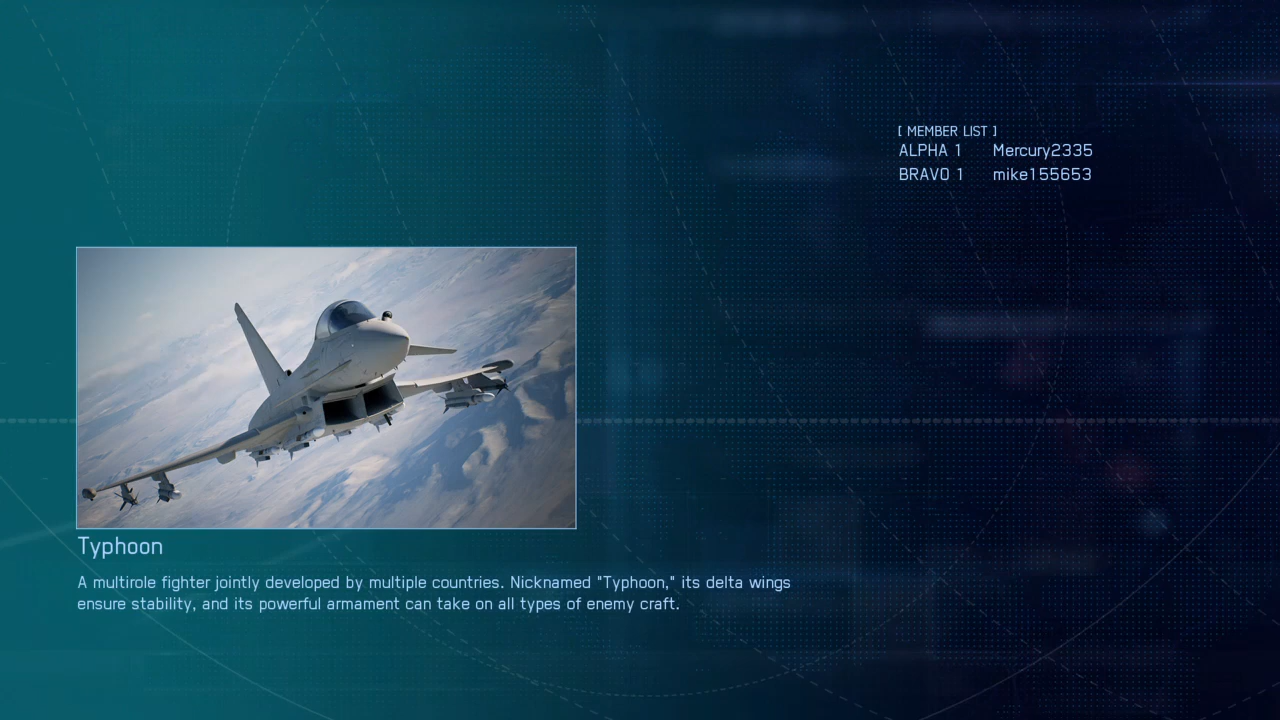 [ MEMBER LIST ]
ALPHA 1 Mercury2335
BRAVO 1 mike155653
Typhoon
A multirole fighter jointly developed by multiple countries. Nicknamed "Typhoon," its delta wings
ensure stability, and its powerful armament can take on all types of enemy craft.